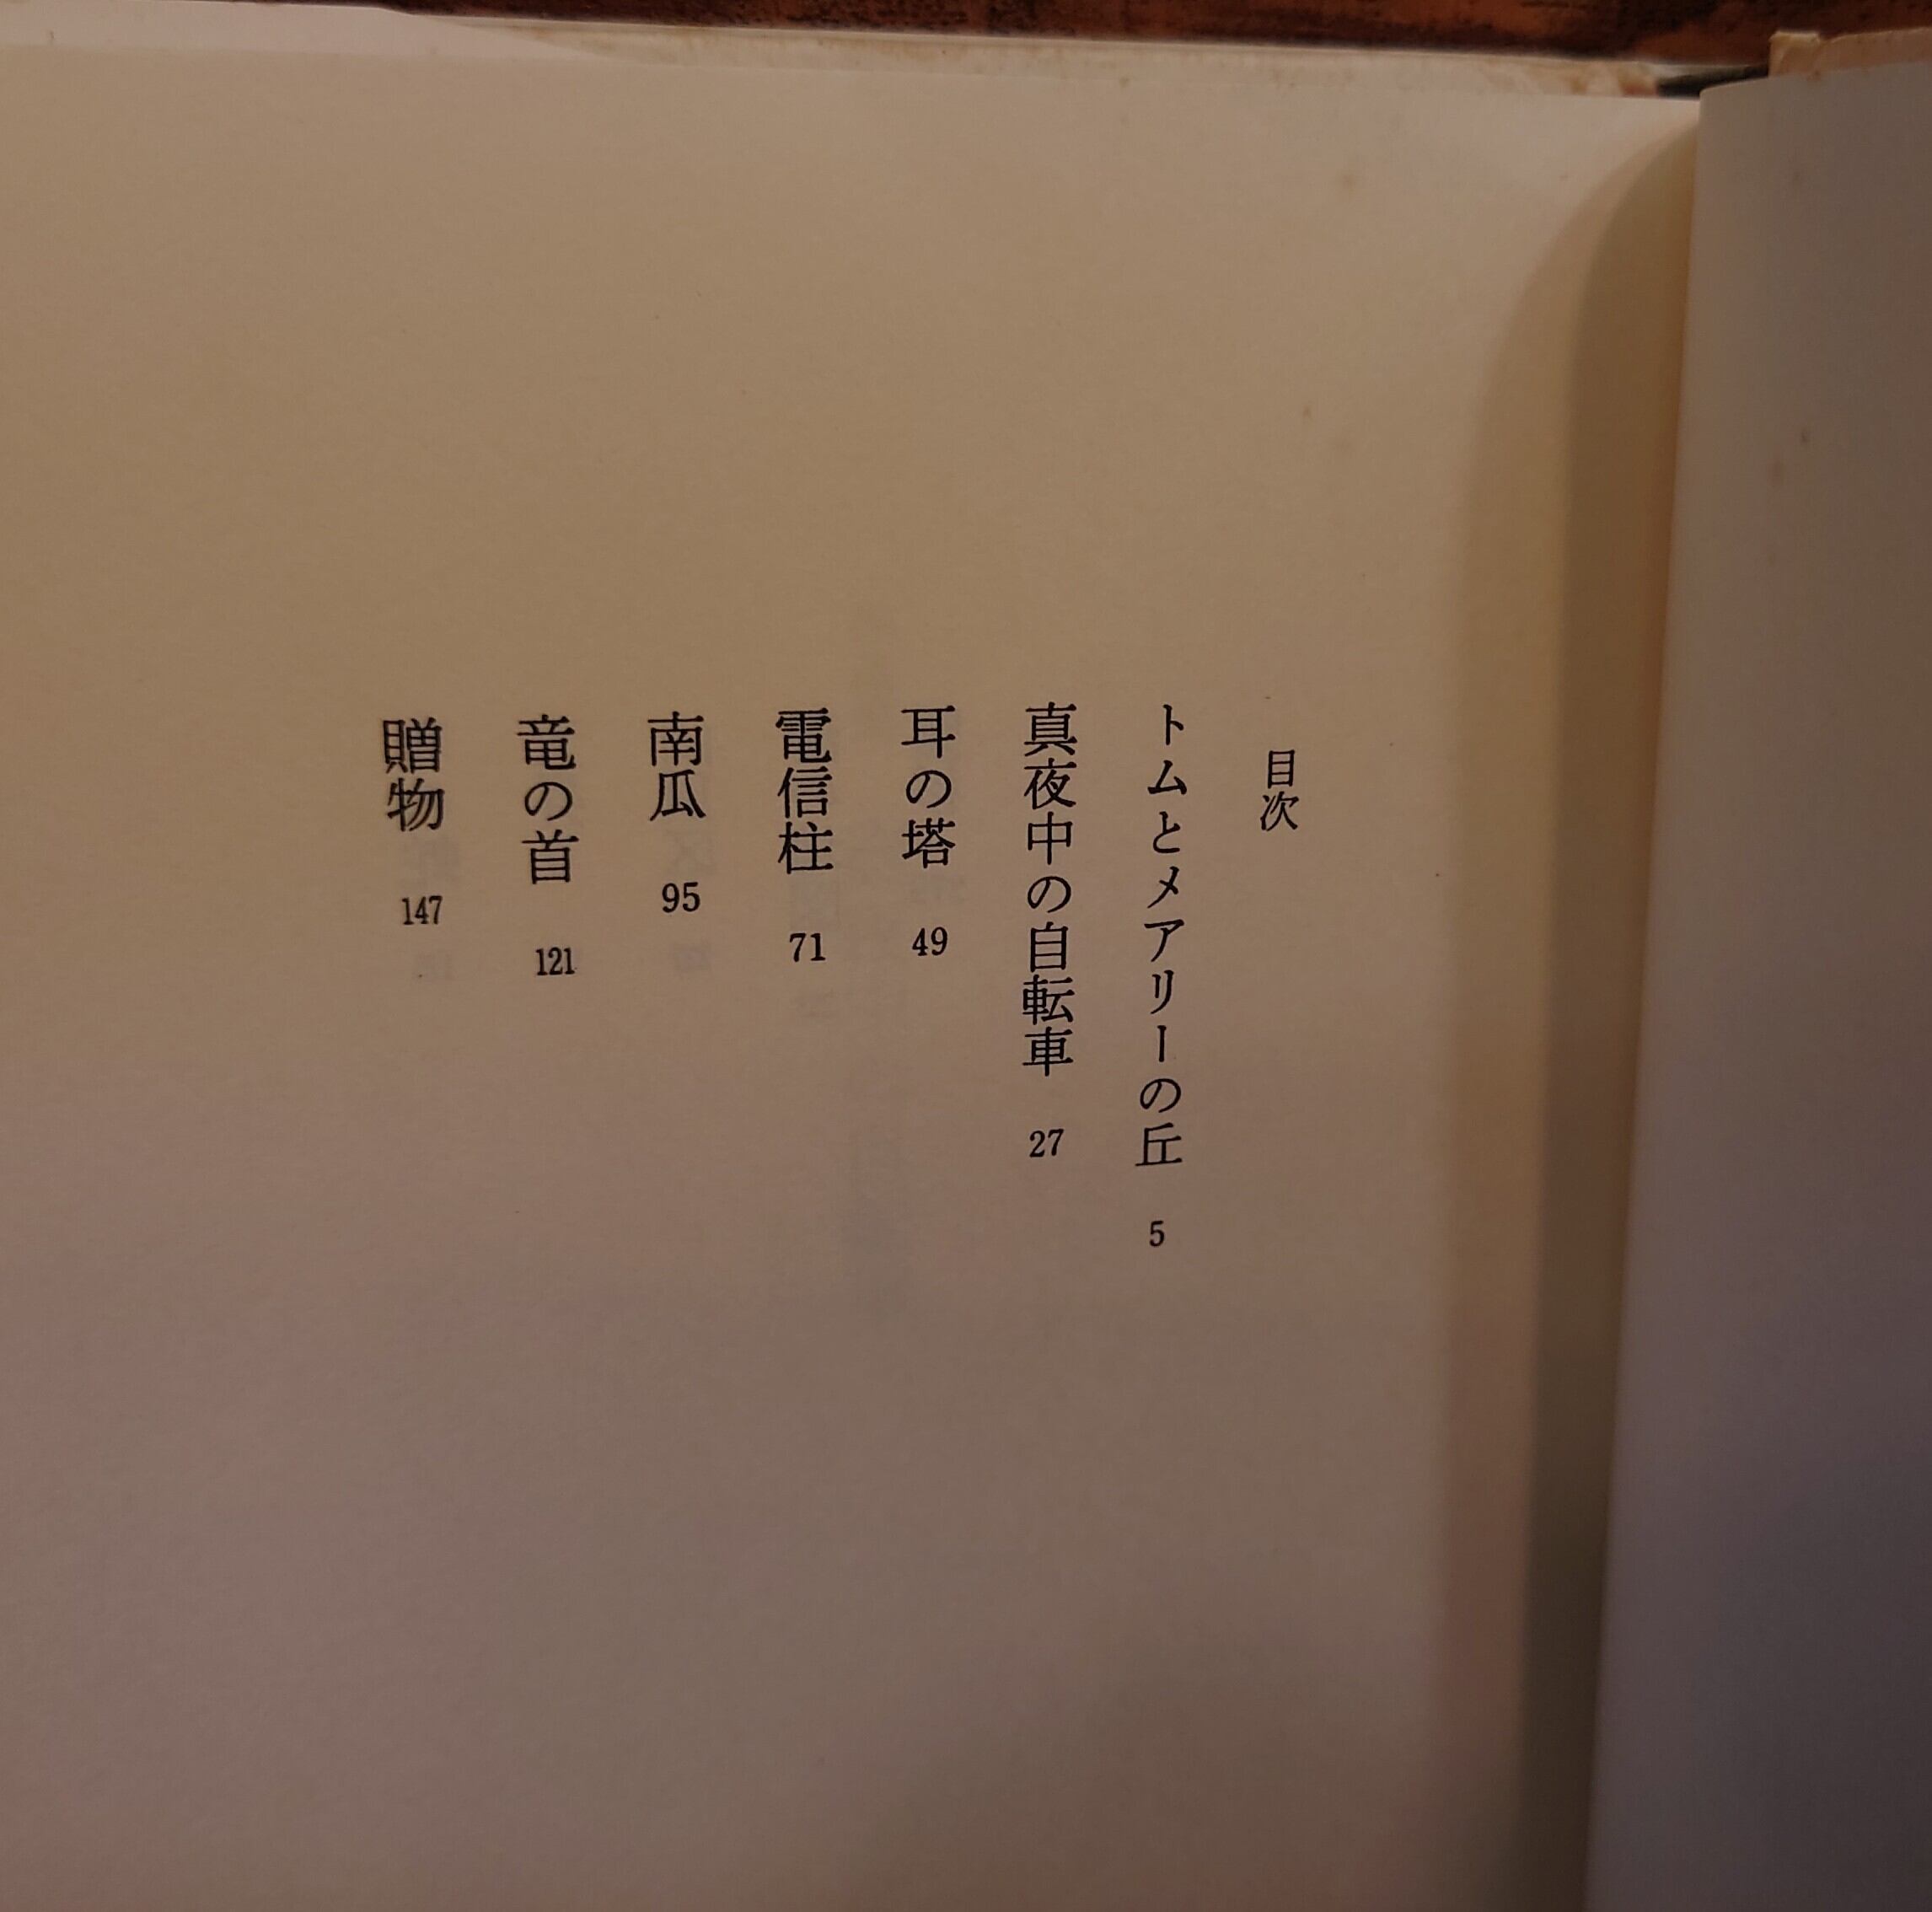 目次
トムとメアリーの丘 5
真夜中の自転車 27
耳の塔 49
電信柱 71
南瓜 95
竜の首 121
贈物 147